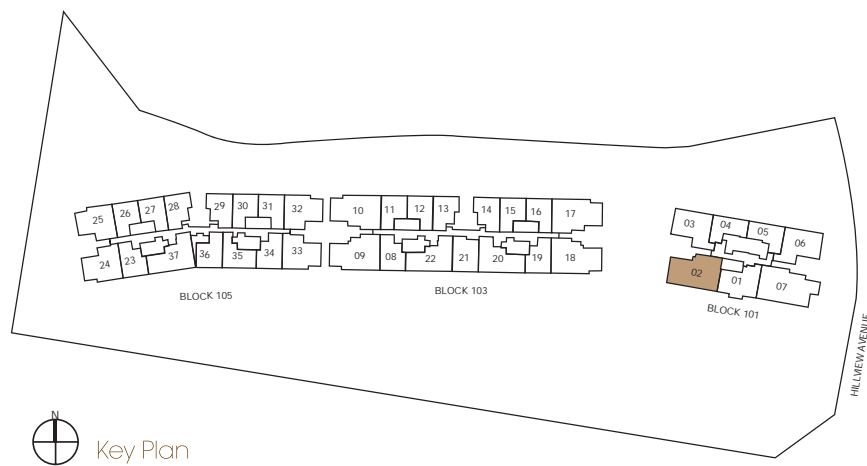 25 26 27 28 29 30 31 32 10 11 12 13 14 15 16 17 03 04 05 06
24 23 37 36 35 34 33 09 08 22 21 20 19 18 02 01 07
BLOCK 105
BLOCK 103
BLOCK 101
HILLVIEW AVENUE
N
Key Plan